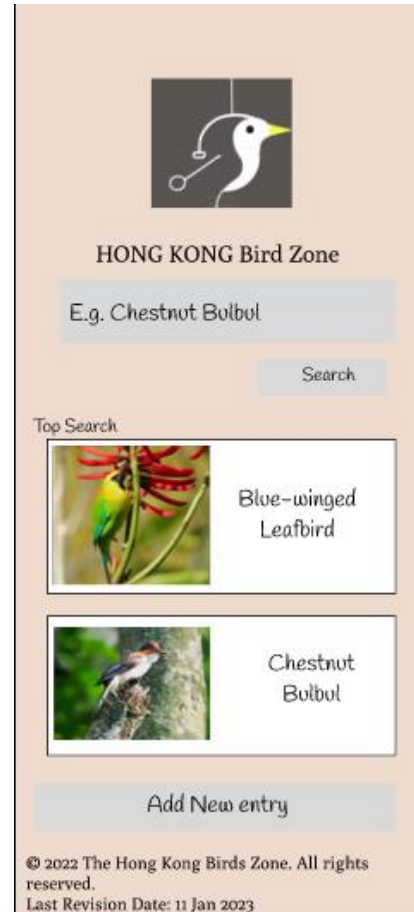 HONG KONG Bird Zone
E.g. Chestnut Bulbul
Search
Top Search
Blue-winged
Leafbird
Chestnut
Bulbul
Add New entry
© 2022 The Hong Kong Birds Zone. All rights
reserved.
Last Revision Date: 11 Jan 2023